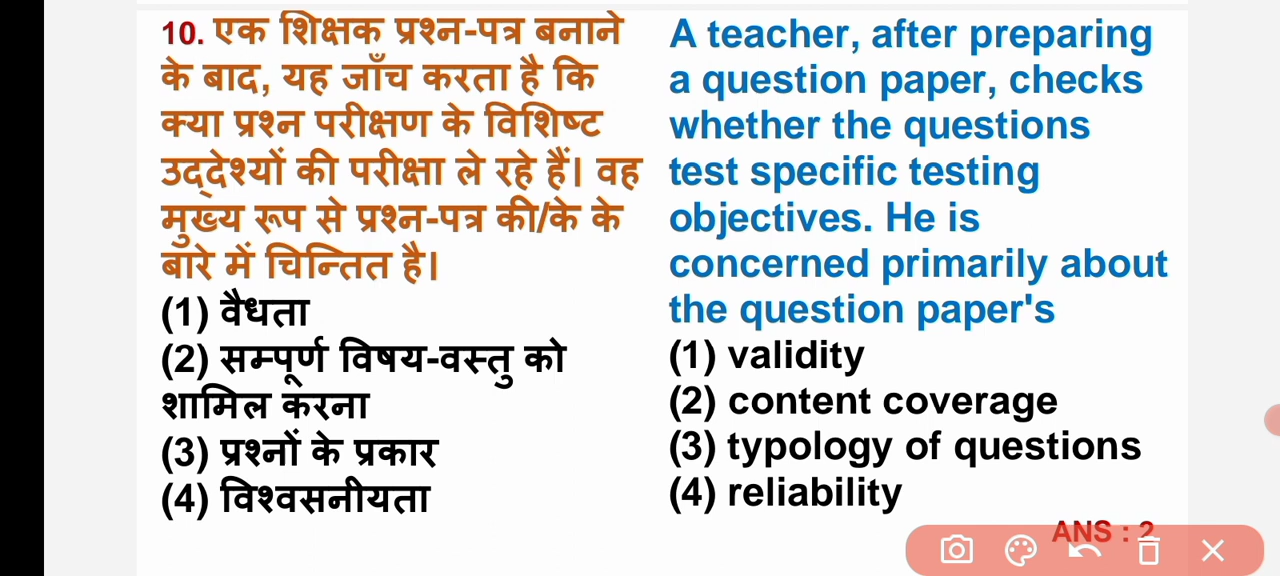 10. एक शिक्षक प्रश्न-पत्र बनाने
के बाद, यह जाँच करता है कि
क्या प्रश्न परीक्षण के विशिष्ट
उद्देश्यों की परीक्षा ले रहे हैं। वह
मुख्य रूप से प्रश्न-पत्र की/के के
बारे में चिन्तित है।
(1) वैधता
(2) सम्पूर्ण विषय-वस्तु को
शामिल करना
(3) प्रश्नों के प्रकार
(4) विश्वसनीयता
A teacher, after preparing
a question paper, checks
whether the questions
test specific testing
objectives. He is
concerned primarily about
the question paper's
(1) validity
(2) content coverage
(3) typology of questions
(4) reliability
ANS : 2